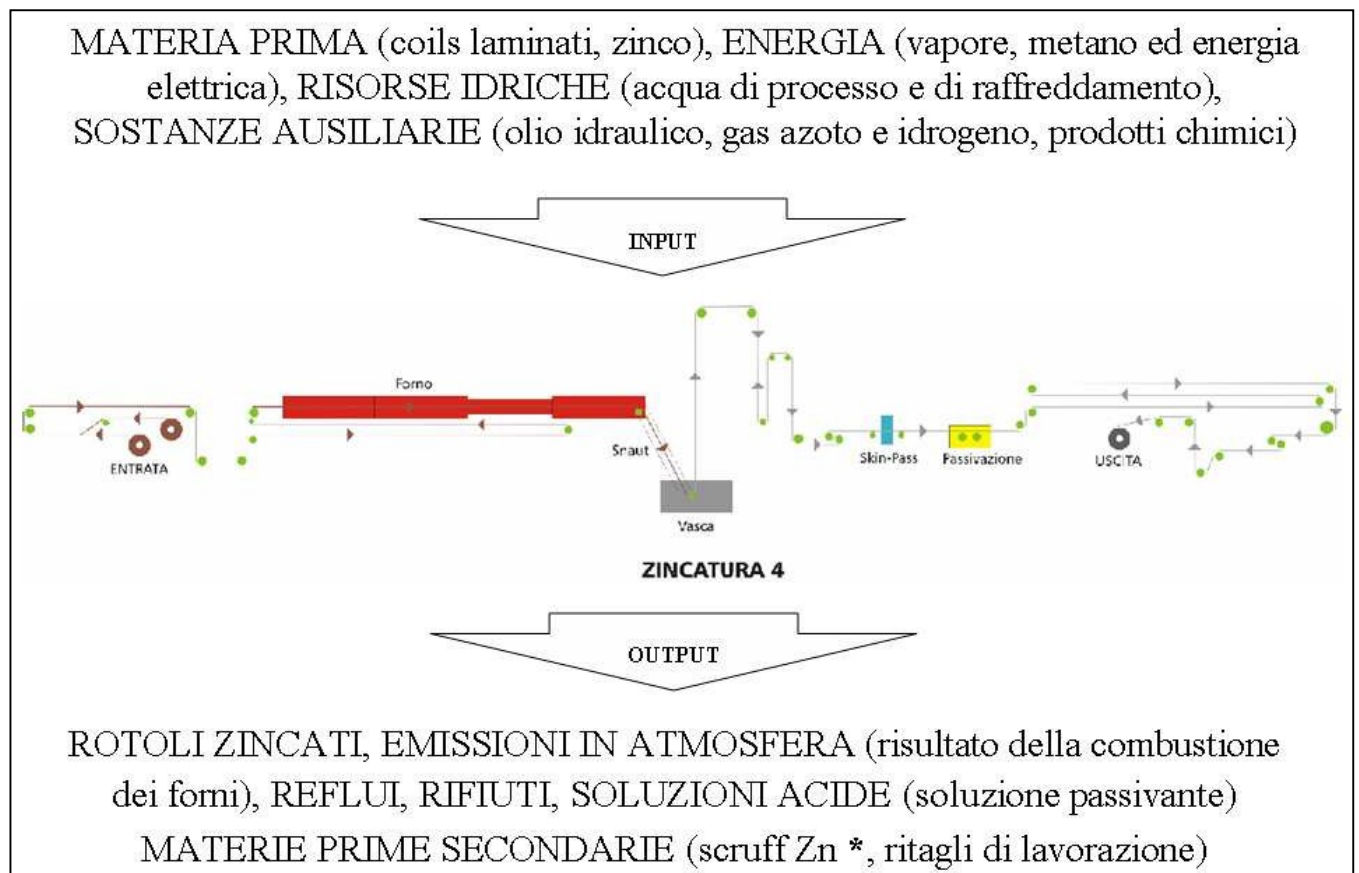 MATERIA PRIMA (coils laminati, zinco), ENERGIA (vapore, metano ed energia
elettrica), RISORSE IDRICHE (acqua di processo e di raffreddamento),
SOSTANZE AUSILIARIE (olio idraulico, gas azoto e idrogeno, prodotti chimici)
INPUT
Forno
ENTRATA
Snaut
Skin-Pass
Passivazione
USCITA
Vasca
ZINCATURA 4
OUTPUT
ROTOLI ZINCATI, EMISSIONI IN ATMOSFERA (risultato della combustione
dei forni), REFLUI, RIFIUTI, SOLUZIONI ACIDE (soluzione passivante)
MATERIE PRIME SECONDARIE (scruff Zn *, ritagli di lavorazione)